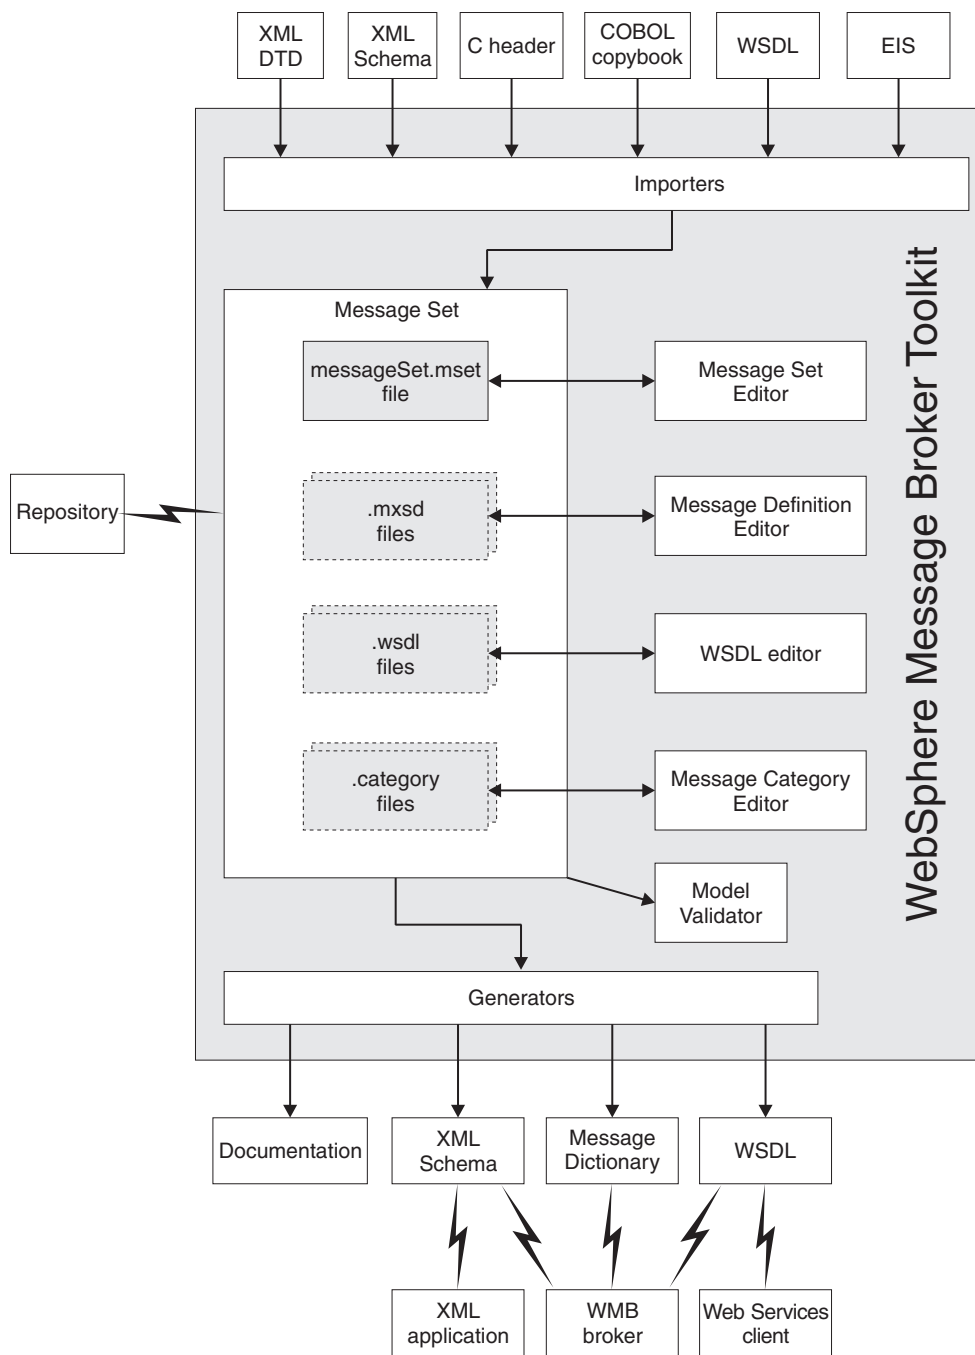 XML
DTD
XML
Schema
C header
COBOL
copybook
WSDL
EIS
Importers
Message Set
messageSet.mset
file
Message Set
Editor
Repository
.mxsd
files
Message Definition
Editor
.wsdl
files
WSDL editor
.category
files
Message Category
Editor
Model
Validator
WebSphere Message Broker Toolkit
Generators
Documentation
XML
Schema
Message
Dictionary
WSDL
XML
application
WMB
broker
Web Services
client